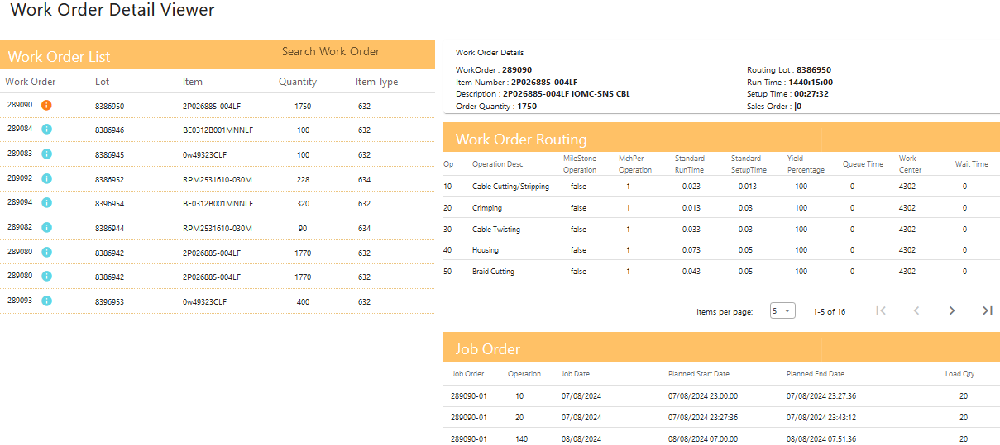 Work Order Detail Viewer
Work Order List Search Work Order
Work Order Lot Item Quantity Item Type
289090 8386950 2P026885-004LF 1750 632
289084 8386946 BE0312B001MNNLF 100 632
289083 8386945 0w49323CLF 100 632
289092 8386952 RPM2531610-030M 228 634
289094 8396954 BE0312B001MNNLF 320 632
289082 8386944 RPM2531610-030M 90 634
289080 8386942 2P026885-004LF 1770 632
289080 8386942 2P026885-004LF 1770 632
289093 8396953 0w49323CLF 400 632
Work Order Details
WorkOrder : 289090 Routing Lot : 8386950
Item Number : 2P026885-004LF Run Time : 1440:15:00
Description : 2P026885-004LF IOMC-SNS CBL Setup Time : 00:27:32
Order Quantity : 1750 Sales Order : |0
Work Order Routing
Op Operation Desc MileStone Operation MchPer Operation Standard RunTime Standard SetupTime Yield Percentage Queue Time Work Center Wait Time
10 Cable Cutting/Stripping false 1 0.023 0.013 100 0 4302 0
20 Crimping false 1 0.013 0.03 100 0 4302 0
30 Cable Twisting false 1 0.033 0.03 100 0 4302 0
40 Housing false 1 0.073 0.05 100 0 4302 0
50 Braid Cutting false 1 0.043 0.05 100 0 4302 0
Items per page: 5 1-5 of 16
Job Order
Job Order Operation Job Date Planned Start Date Planned End Date Load Qty
289090-01 10 07/08/2024 07/08/2024 23:00:00 07/08/2024 23:27:36 20
289090-01 20 07/08/2024 07/08/2024 23:27:36 07/08/2024 23:43:12 20
289090-01 140 08/08/2024 08/08/2024 07:00:00 08/08/2024 07:51:36 20